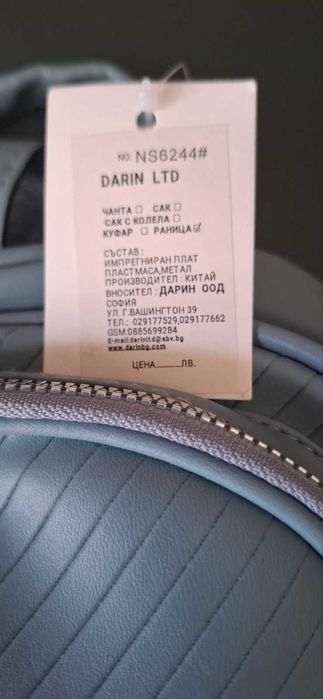 NO: NS6244#
DARIN LTD
ЧАНТА ☐ САК ☐
САК С КОЛЕЛА ☐
КУФАР ☐ РАНИЦА ☑
СЪСТАВ :
ИМПРЕГНИРАН ПЛАТ
ПЛАСТМАСА,МЕТАЛ
ПРОИЗВОДИТЕЛ : КИТАЙ
ВНОСИТЕЛ : ДАРИН ООД
СОФИЯ
УЛ. Г.ВАШИНГТОН 39
ТЕЛ.: 029177529,029177662
GSM:0885699284
E-mail:darinltd@abv.bg
www.darinbg.com
ЦЕНА______ЛВ.